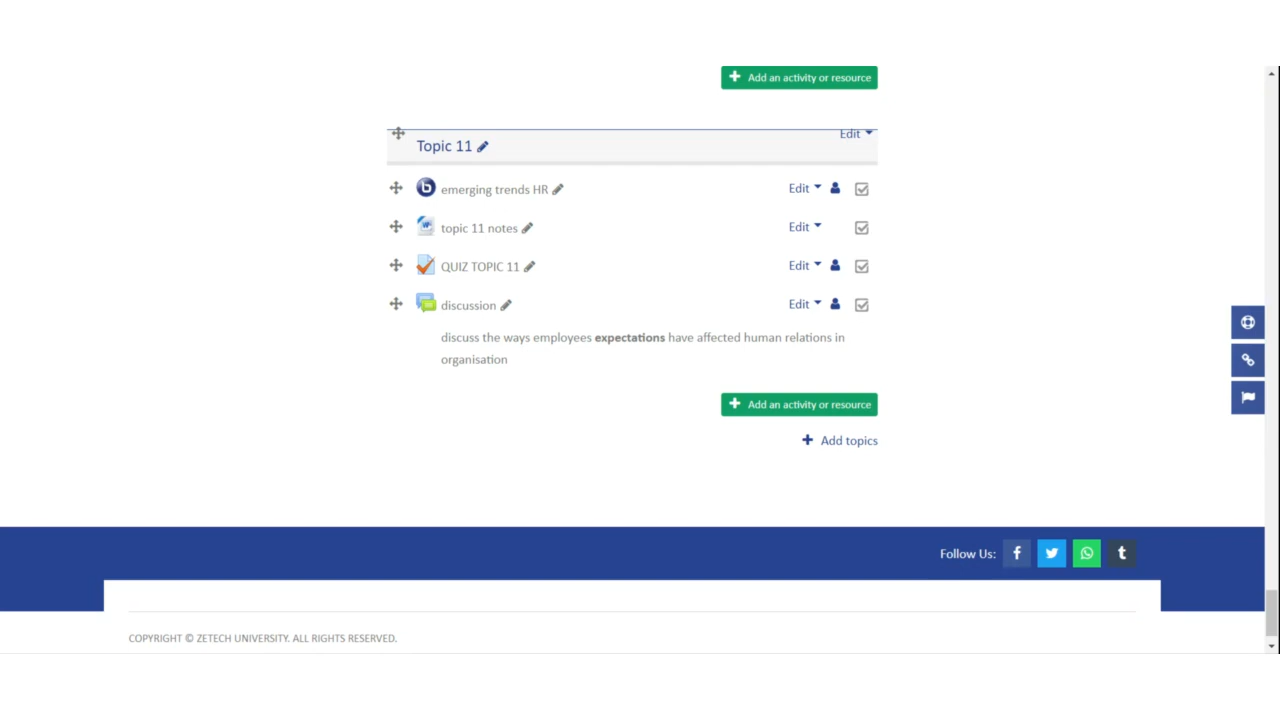 Add an activity or resource
Edit
Topic 11
emerging trends HR Edit
topic 11 notes Edit
QUIZ TOPIC 11 Edit
discussion Edit
discuss the ways employees expectations have affected human relations in
organisation
Add an activity or resource
Add topics
Follow Us:
COPYRIGHT © ZETECH UNIVERSITY. ALL RIGHTS RESERVED.